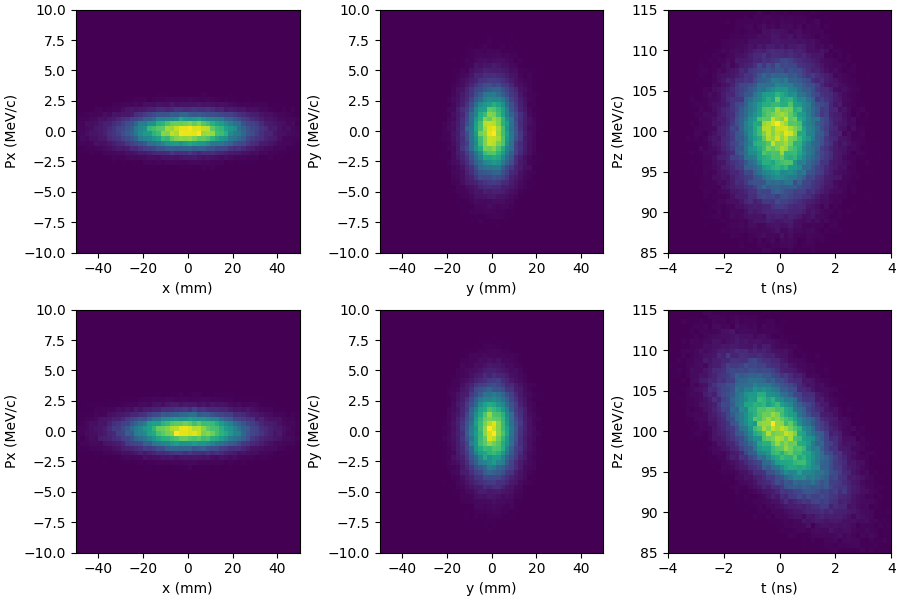 10.0
7.5
5.0
2.5
0.0
−2.5
−5.0
−7.5
−10.0
Px (MeV/c)
−40 −20 0 20 40
x (mm)
10.0
7.5
5.0
2.5
0.0
−2.5
−5.0
−7.5
−10.0
Py (MeV/c)
−40 −20 0 20 40
y (mm)
115
110
105
100
95
90
85
Pz (MeV/c)
−4 −2 0 2 4
t (ns)
10.0
7.5
5.0
2.5
0.0
−2.5
−5.0
−7.5
−10.0
Px (MeV/c)
−40 −20 0 20 40
x (mm)
10.0
7.5
5.0
2.5
0.0
−2.5
−5.0
−7.5
−10.0
Py (MeV/c)
−40 −20 0 20 40
y (mm)
115
110
105
100
95
90
85
Pz (MeV/c)
−4 −2 0 2 4
t (ns)